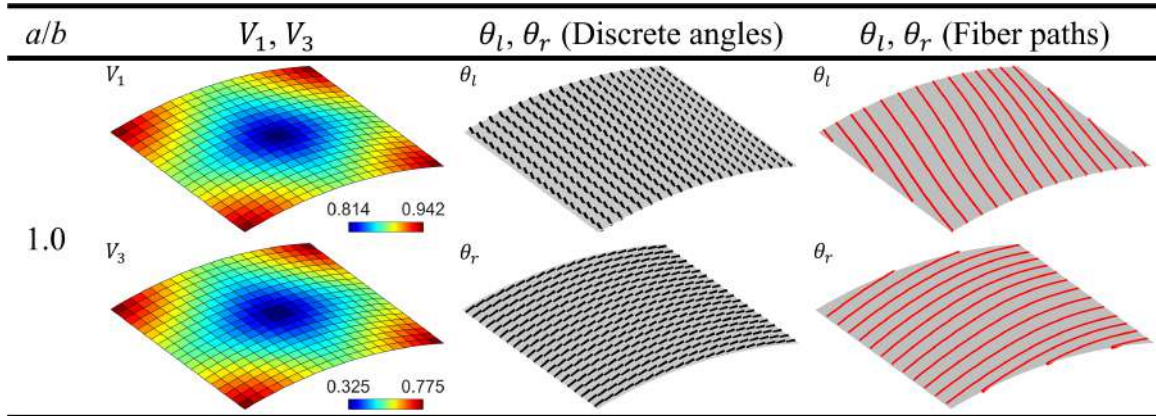 a/b V₁, V₃ θₗ, θᵣ (Discrete angles) θₗ, θᵣ (Fiber paths)
V₁ θₗ θₗ
0.814 0.942
1.0
V₃ θᵣ θᵣ
0.325 0.775